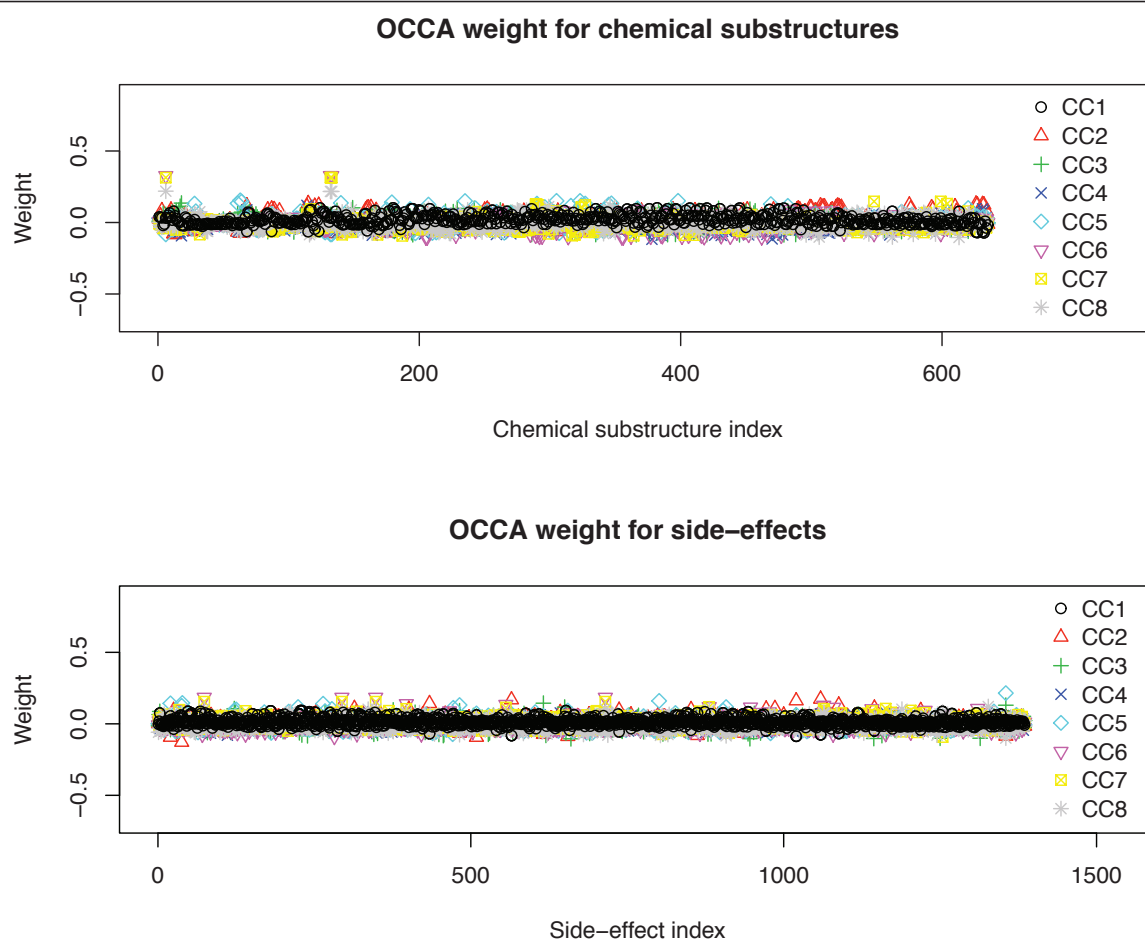 OCCA weight for chemical substructures
Weight
0.5
0.0
−0.5
CC1
CC2
CC3
CC4
CC5
CC6
CC7
CC8
0 200 400 600
Chemical substructure index
OCCA weight for side−effects
Weight
0.5
0.0
−0.5
CC1
CC2
CC3
CC4
CC5
CC6
CC7
CC8
0 500 1000 1500
Side−effect index